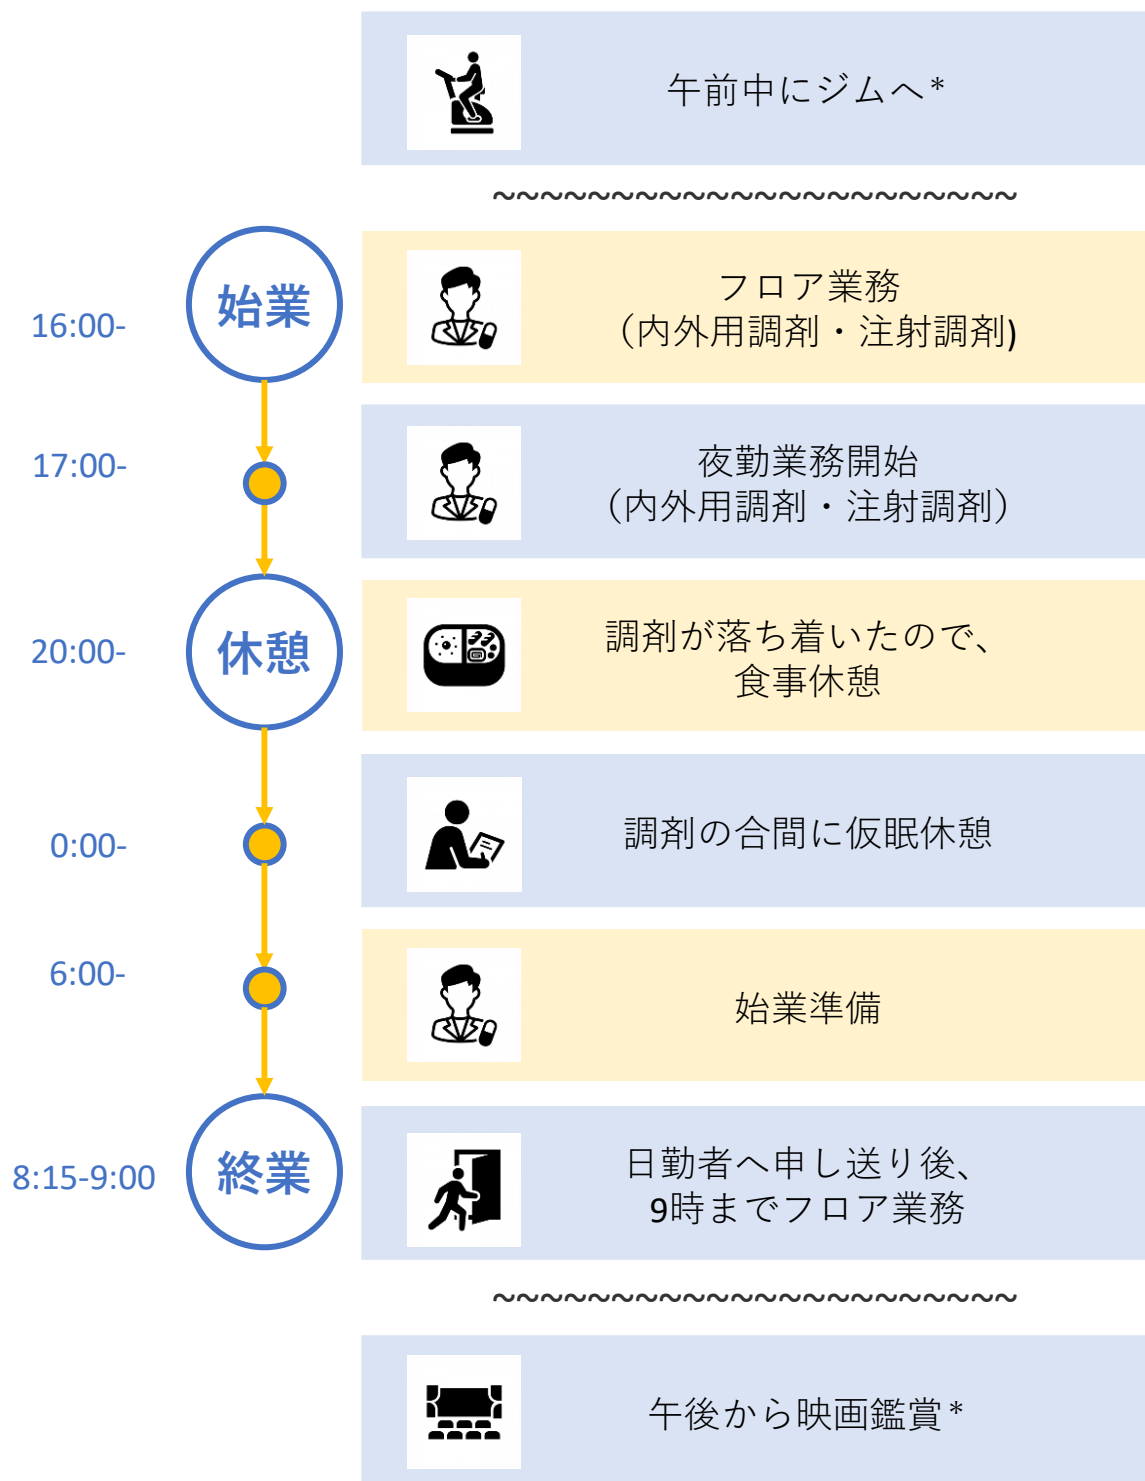 午前中にジムへ*
~~~~~~~~~~~~~~~~~~~~~~
16:00-
始業
フロア業務
（内外用調剤・注射調剤)
17:00-
夜勤業務開始
（内外用調剤・注射調剤）
20:00-
休憩
調剤が落ち着いたので、
食事休憩
0:00-
調剤の合間に仮眠休憩
6:00-
始業準備
8:15-9:00
終業
日勤者へ申し送り後、
9時までフロア業務
~~~~~~~~~~~~~~~~~~~~~~
午後から映画鑑賞*